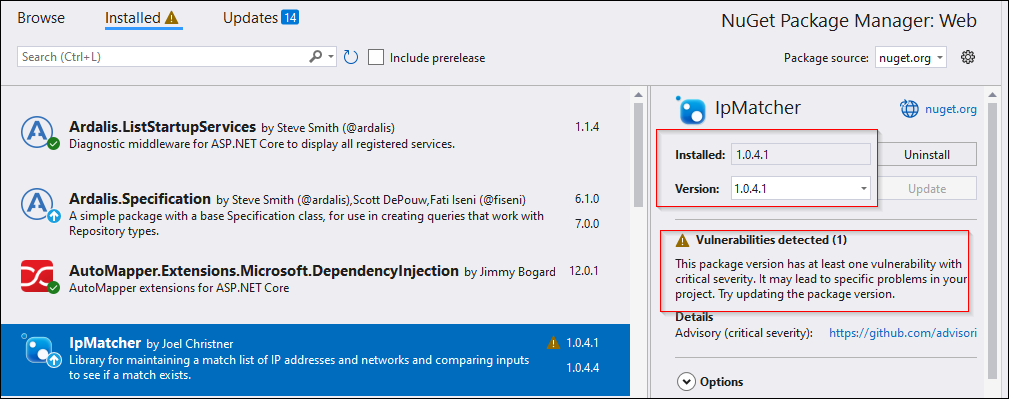 Browse Installed Updates 14
NuGet Package Manager: Web
Search (Ctrl+L)
Include prerelease
Package source: nuget.org
Ardalis.ListStartupServices by Steve Smith (@ardalis) 1.1.4
Diagnostic middleware for ASP.NET Core to display all registered services.
Ardalis.Specification by Steve Smith (@ardalis),Scott DePouw,Fati Iseni (@fiseni) 6.1.0
A simple package with a base Specification class, for use in creating queries that work with 7.0.0
Repository types.
AutoMapper.Extensions.Microsoft.DependencyInjection by Jimmy Bogard 12.0.1
AutoMapper extensions for ASP.NET Core
IpMatcher by Joel Christner 1.0.4.1
Library for maintaining a match list of IP addresses and networks and comparing inputs 1.0.4.4
to see if a match exists.
IpMatcher nuget.org
Installed: 1.0.4.1 Uninstall
Version: 1.0.4.1 Update
Vulnerabilities detected (1)
This package version has at least one vulnerability with
critical severity. It may lead to specific problems in your
project. Try updating the package version.
Details
Advisory (critical severity): https://github.com/advisori
Options